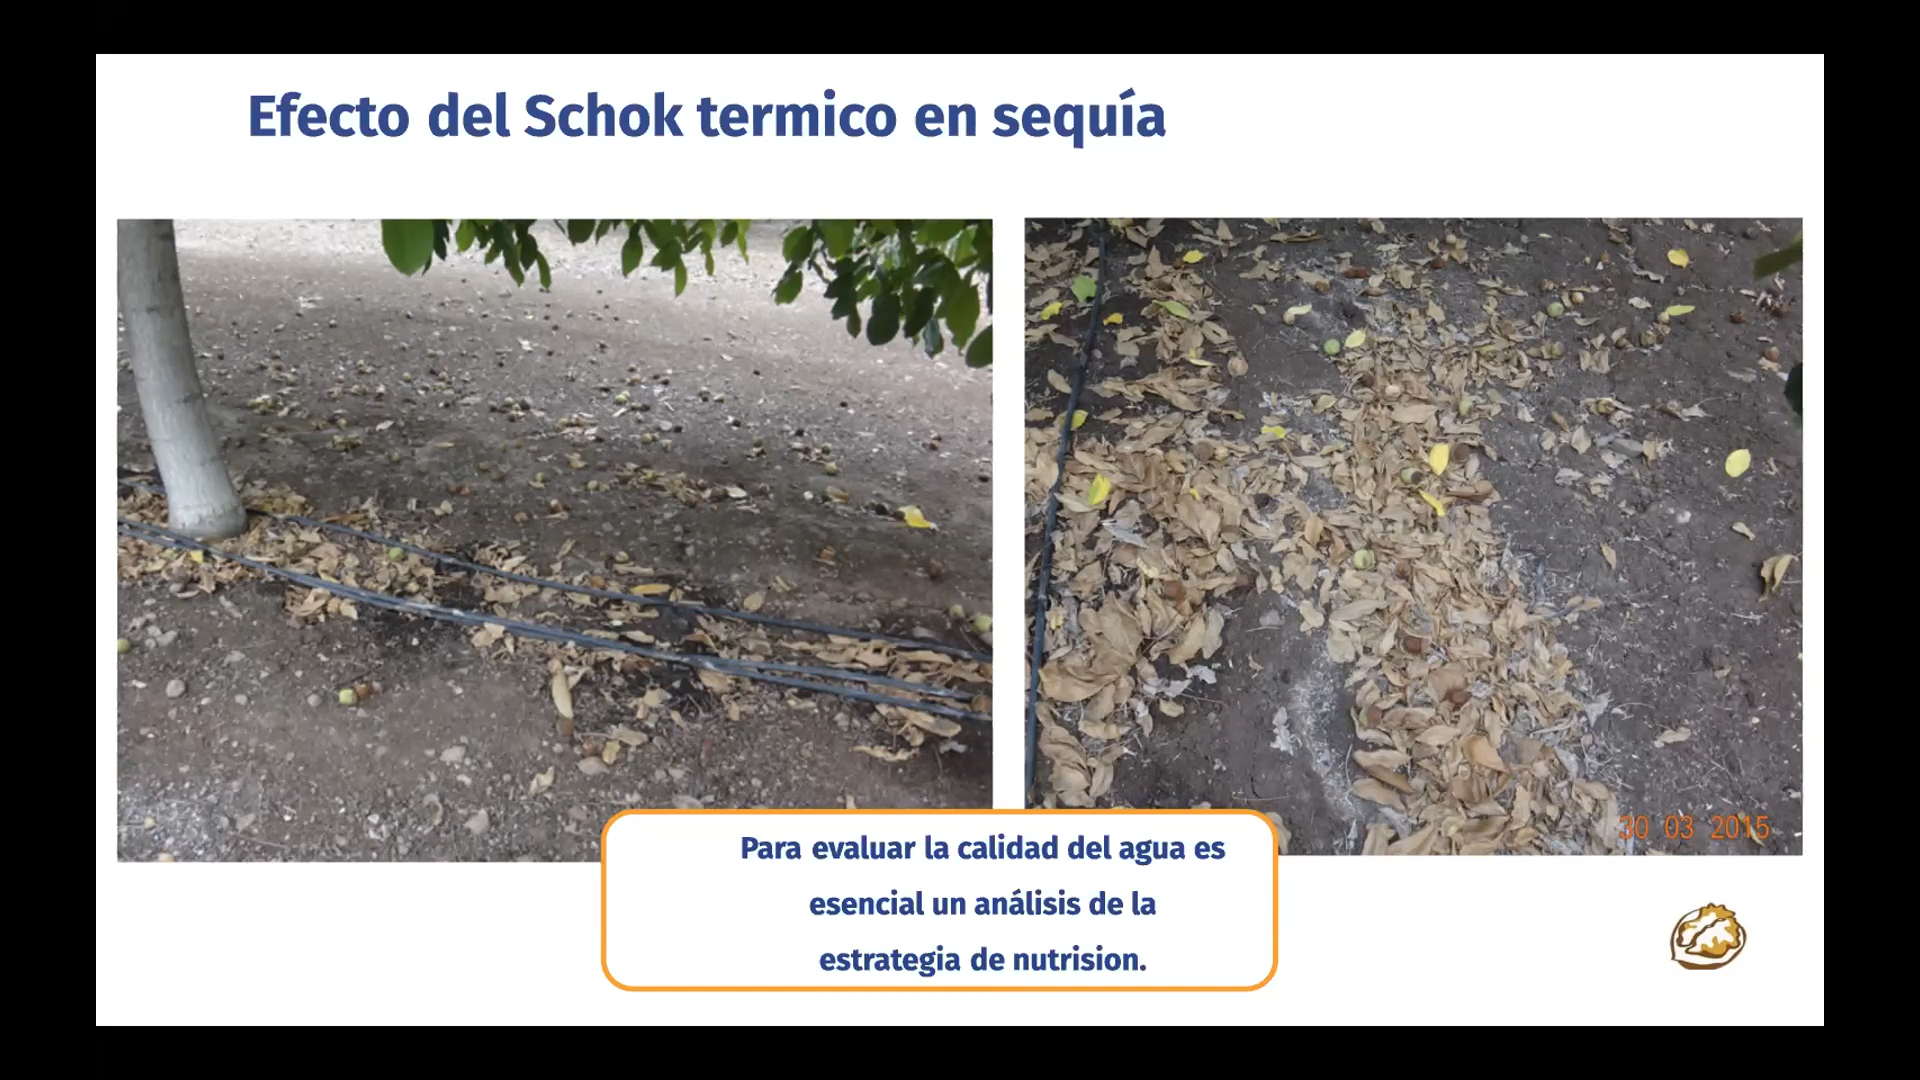 Efecto del Schok termico en sequía
30 03 2015
Para evaluar la calidad del agua es
esencial un análisis de la
estrategia de nutrision.